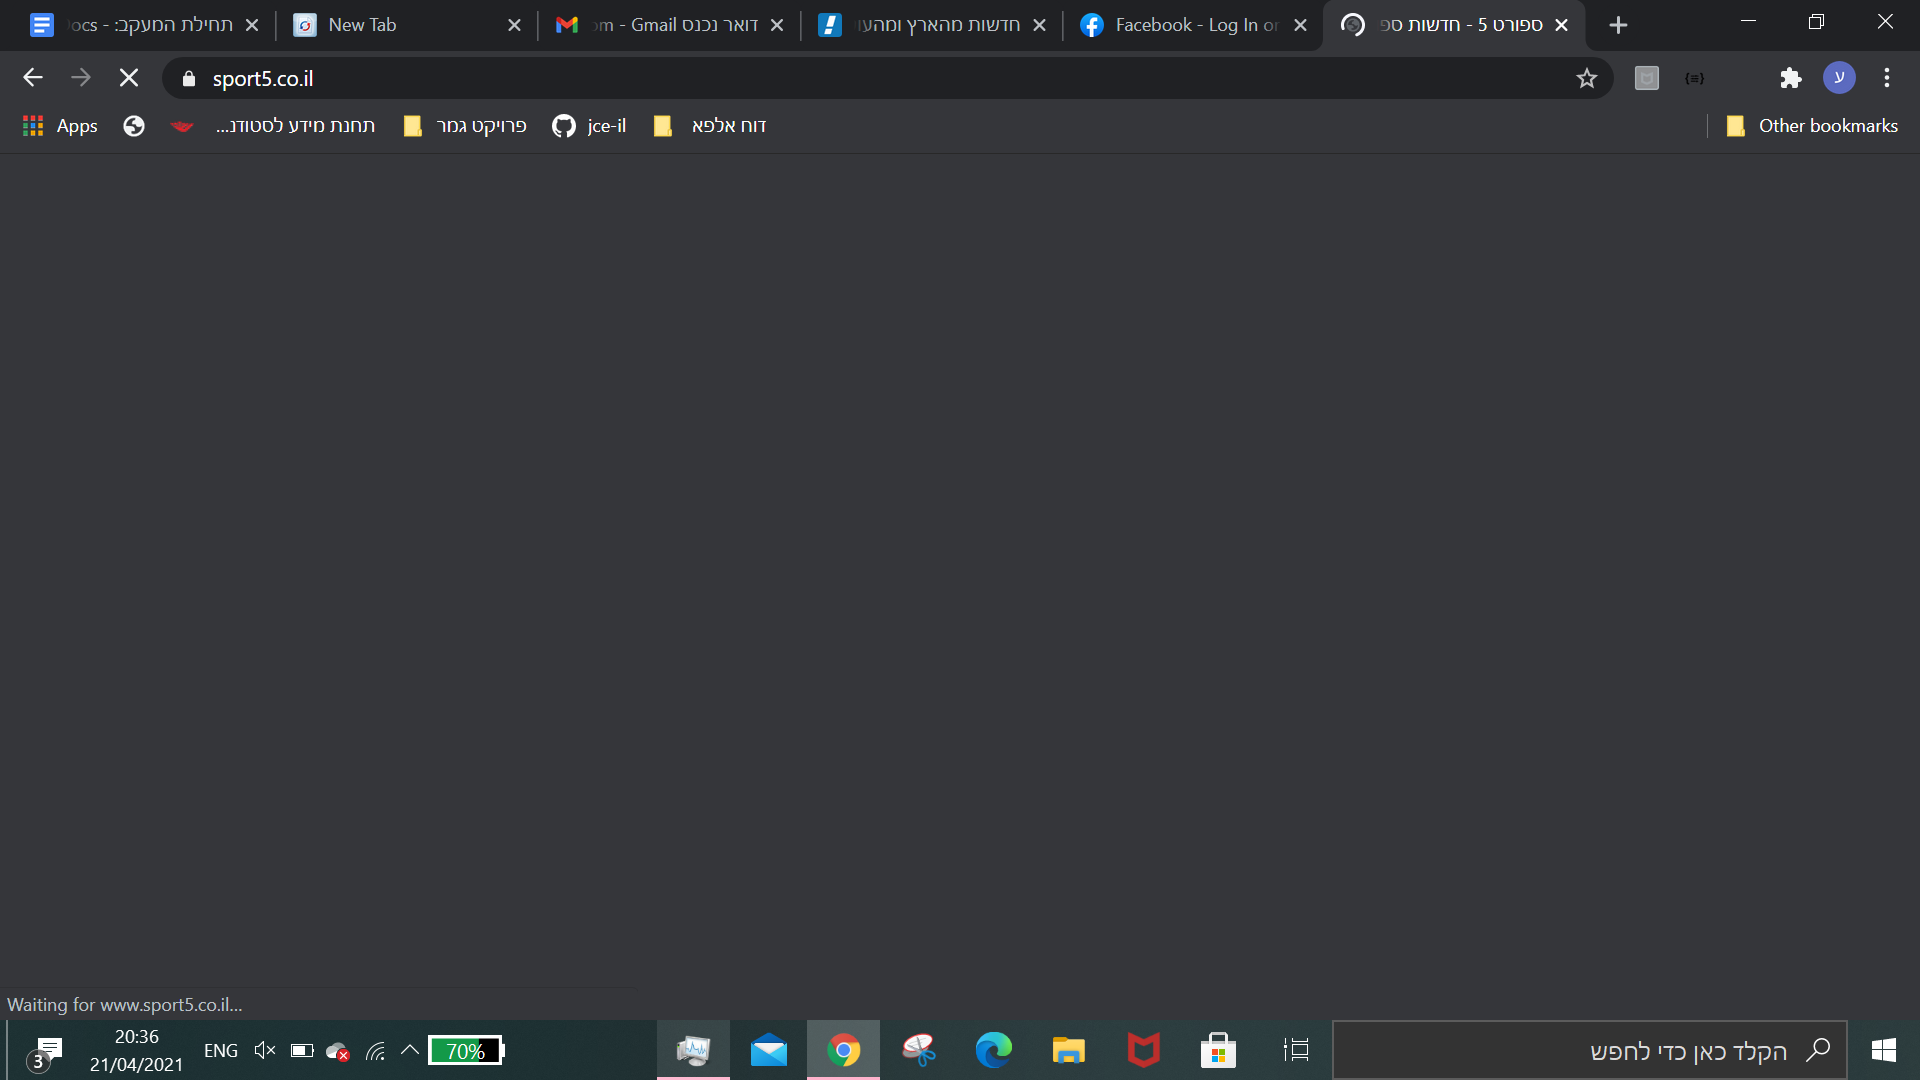 תחילת המעקב: - ocs
New Tab
דואר נכנס - Gmail
חדשות מהארץ ומהעו
Facebook - Log In or
ספורט 5 - חדשות ספ
sport5.co.il
{≡}
ע
Apps
תחנת מידע לסטודנ...
פרויקט גמר
jce-il
דוח אלפא
Other bookmarks
Waiting for www.sport5.co.il...
3
20:36
21/04/2021
ENG
70%
הקלד כאן כדי לחפש